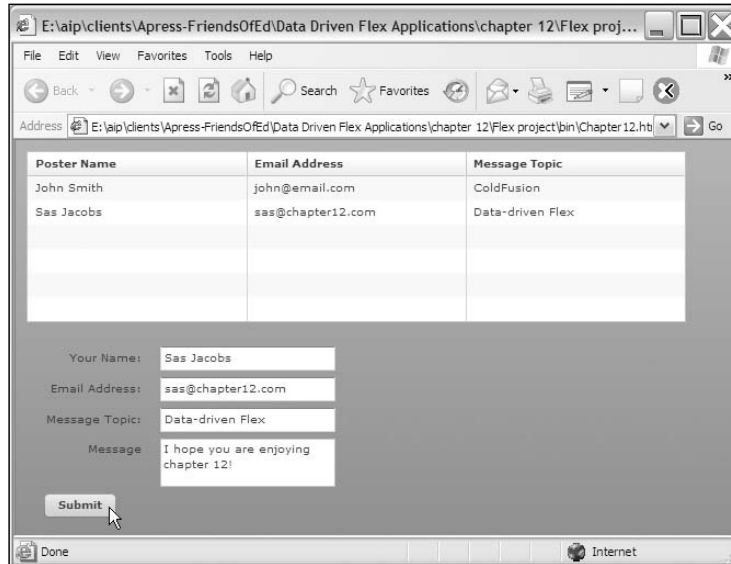 E:\aip\clients\Apress-FriendsOfEd\Data Driven Flex Applications\chapter 12\Flex proj...
File Edit View Favorites Tools Help
Back Search Favorites »
Address E:\aip\clients\Apress-FriendsOfEd\Data Driven Flex Applications\chapter 12\Flex project\bin\Chapter12.ht Go
Poster Name Email Address Message Topic
John Smith john@email.com ColdFusion
Sas Jacobs sas@chapter12.com Data-driven Flex
Your Name: Sas Jacobs
Email Address: sas@chapter12.com
Message Topic: Data-driven Flex
Message I hope you are enjoying
chapter 12!
Submit
Done Internet